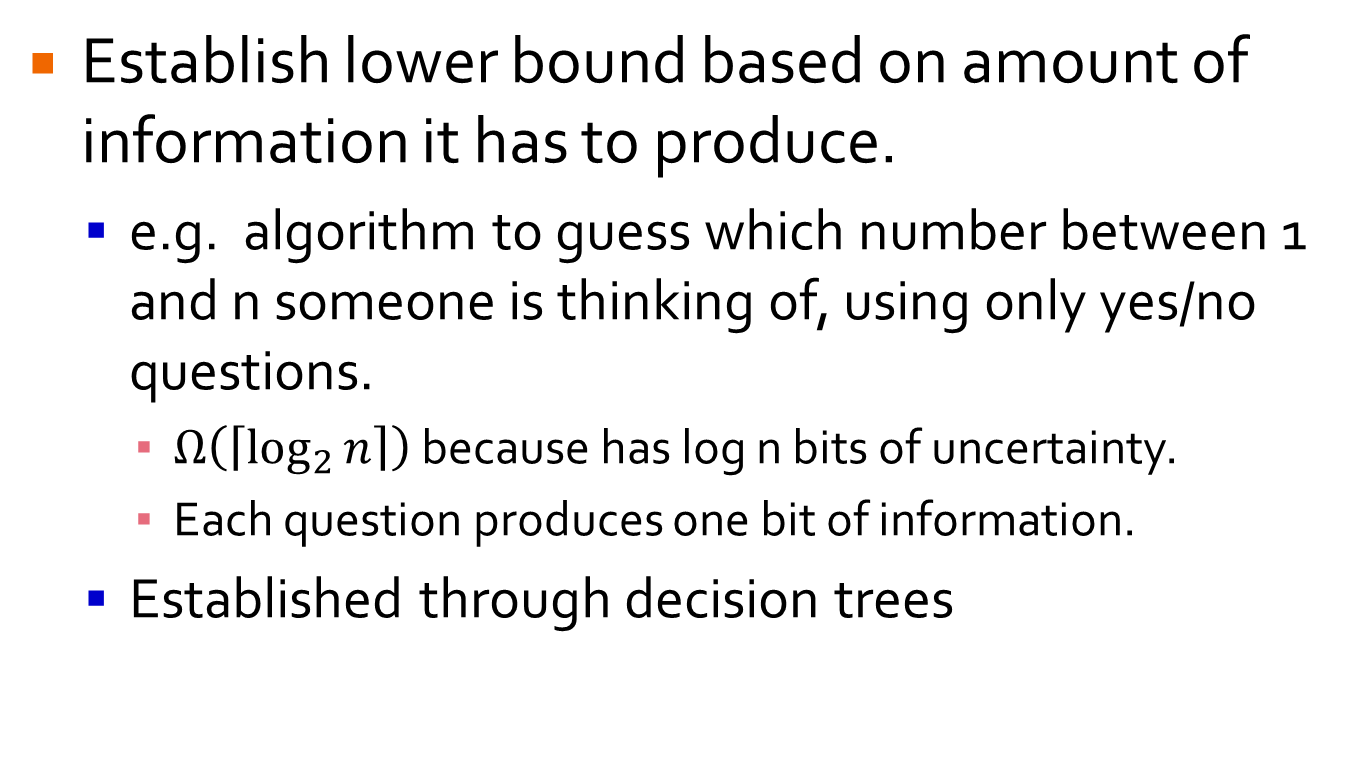 ▪ Establish lower bound based on amount of
information it has to produce.
▪ e.g. algorithm to guess which number between 1
and n someone is thinking of, using only yes/no
questions.
▪ Ω(⌈log₂ n⌉) because has log n bits of uncertainty.
▪ Each question produces one bit of information.
▪ Established through decision trees